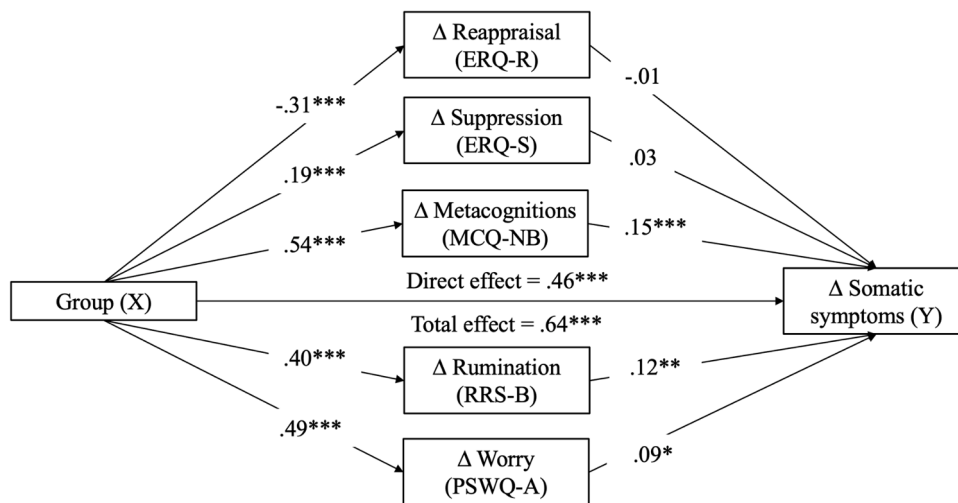 Δ Reappraisal
(ERQ-R)
-.01
-.31***
Δ Suppression
(ERQ-S)
.03
.19***
Δ Metacognitions
(MCQ-NB)
.15***
.54***
Direct effect = .46***
Group (X)
Δ Somatic
symptoms (Y)
Total effect = .64***
.40***
Δ Rumination
(RRS-B)
.12**
.49***
Δ Worry
(PSWQ-A)
.09*